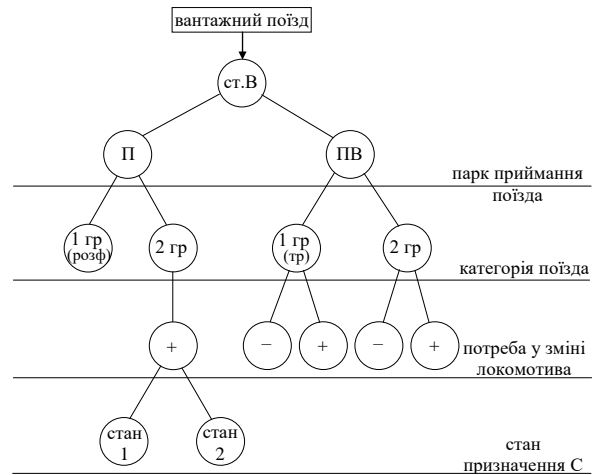 вантажний поїзд
ст.В
П
ПВ
парк приймання
поїзда
1 гр
(розф)
2 гр
1 гр
(тр)
2 гр
категорія поїзда
+
−
+
−
+
потреба у зміні
локомотива
стан
1
стан
2
стан
призначення С